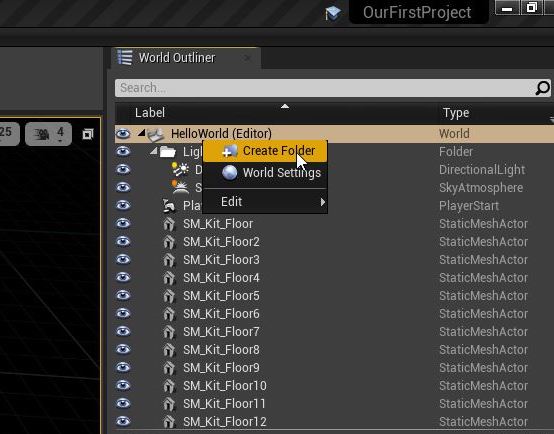 OurFirstProject
World Outliner
Search...
Label Type
25 4
HelloWorld (Editor) World
Create Folder
Folder
DirectionalLight
World Settings
SkyAtmosphere
Edit
PlayerStart
SM_Kit_Floor StaticMeshActor
SM_Kit_Floor2 StaticMeshActor
SM_Kit_Floor3 StaticMeshActor
SM_Kit_Floor4 StaticMeshActor
SM_Kit_Floor5 StaticMeshActor
SM_Kit_Floor6 StaticMeshActor
SM_Kit_Floor7 StaticMeshActor
SM_Kit_Floor8 StaticMeshActor
SM_Kit_Floor9 StaticMeshActor
SM_Kit_Floor10 StaticMeshActor
SM_Kit_Floor11 StaticMeshActor
SM_Kit_Floor12 StaticMeshActor